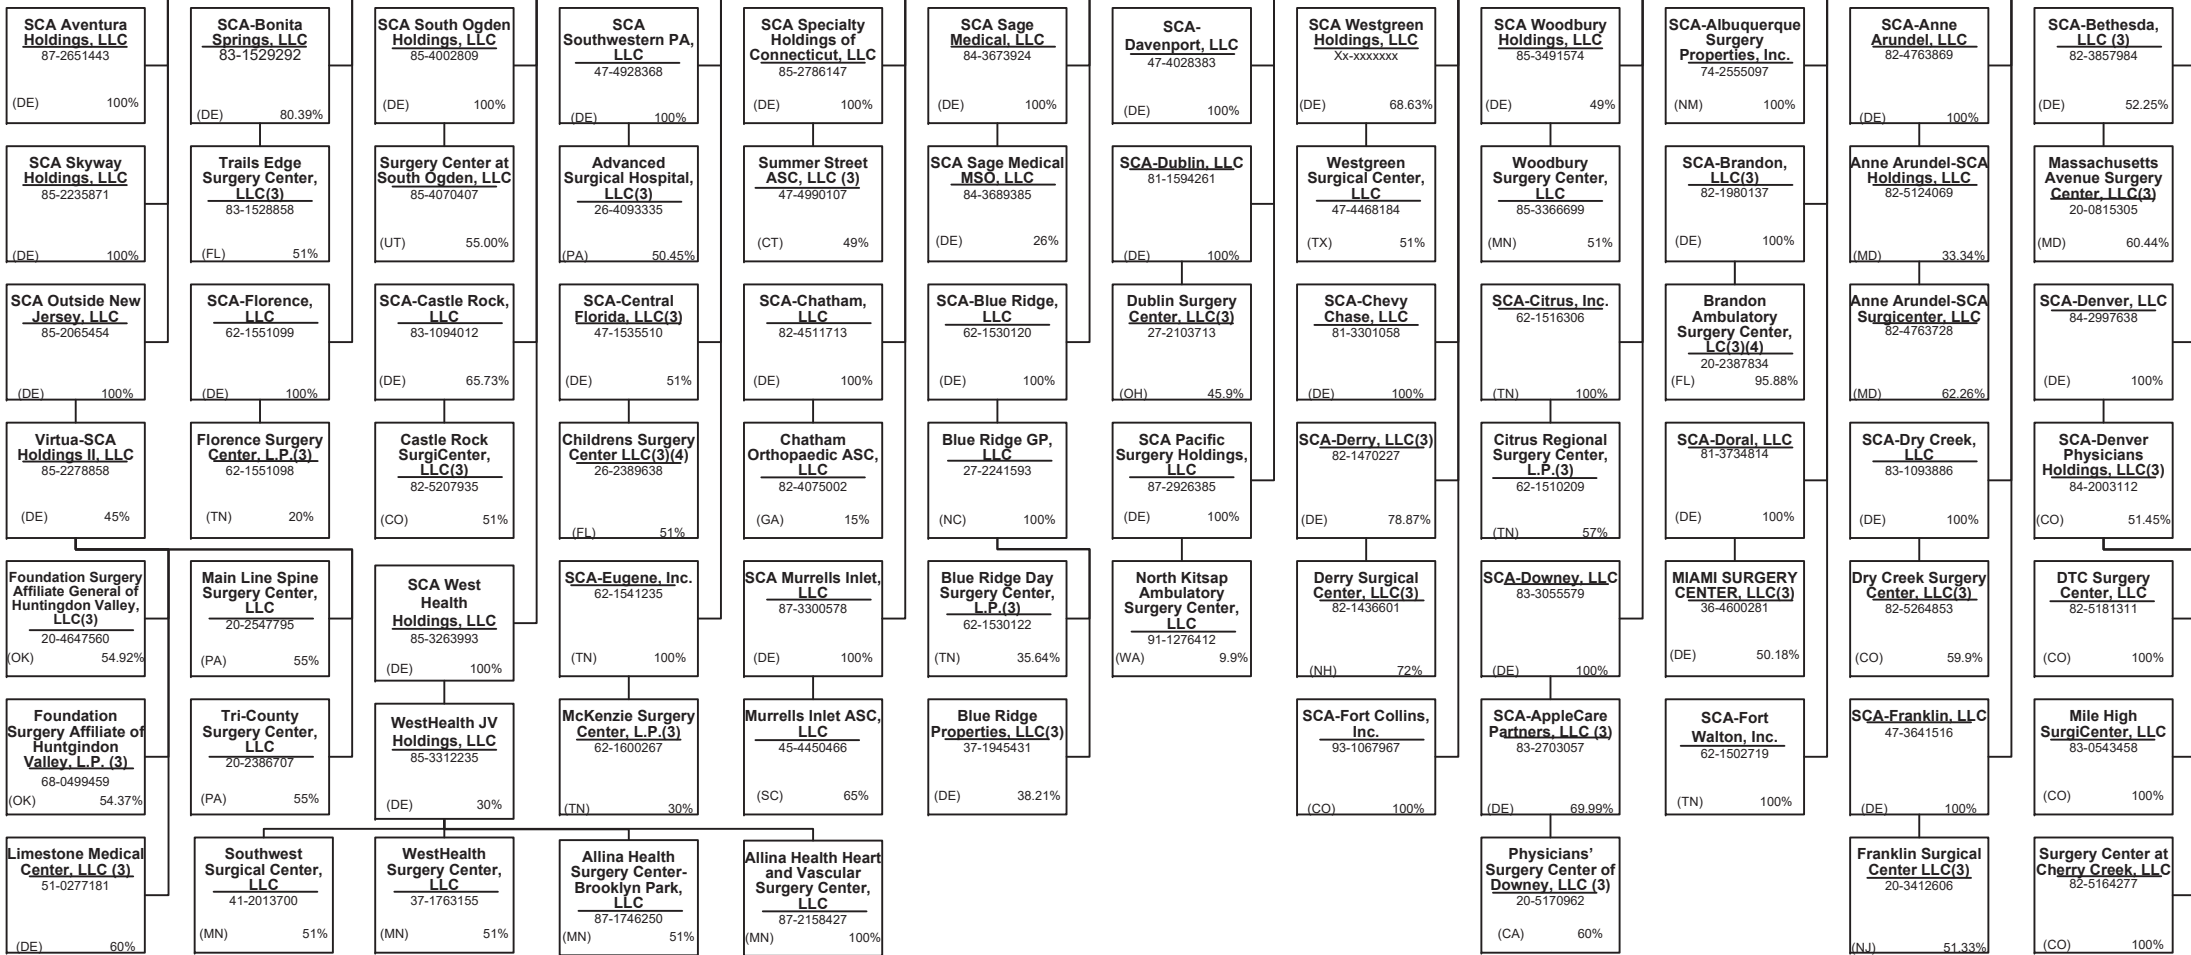 SCA Aventura
Holdings, LLC
87-2651443
(DE) 100%
SCA-Bonita
Springs, LLC
83-1529292
(DE) 80.39%
SCA South Ogden
Holdings, LLC
85-4002809
(DE) 100%
SCA
Southwestern PA,
LLC
47-4928368
(DE) 100%
SCA Specialty
Holdings of
Connecticut, LLC
85-2786147
(DE) 100%
SCA Sage
Medical, LLC
84-3673924
(DE) 100%
SCA-
Davenport, LLC
47-4028383
(DE) 100%
SCA Westgreen
Holdings, LLC
Xx-xxxxxxx
(DE) 68.63%
SCA Woodbury
Holdings, LLC
85-3491574
(DE) 49%
SCA-Albuquerque
Surgery
Properties, Inc.
74-2555097
(NM) 100%
SCA-Anne
Arundel, LLC
82-4763869
(DE) 100%
SCA-Bethesda,
LLC (3)
82-3857984
(DE) 52.25%
SCA Skyway
Holdings, LLC
85-2235871
(DE) 100%
Trails Edge
Surgery Center,
LLC(3)
83-1528858
(FL) 51%
Surgery Center at
South Ogden, LLC
85-4070407
(UT) 55.00%
Advanced
Surgical Hospital,
LLC(3)
26-4093335
(PA) 50.45%
Summer Street
ASC, LLC (3)
47-4990107
(CT) 49%
SCA Sage Medical
MSO, LLC
84-3689385
(DE) 26%
SCA-Dublin, LLC
81-1594261
(DE) 100%
Westgreen
Surgical Center,
LLC
47-4468184
(TX) 51%
Woodbury
Surgery Center,
LLC
85-3366699
(MN) 51%
SCA-Brandon,
LLC(3)
82-1980137
(DE) 100%
Anne Arundel-SCA
Holdings, LLC
82-5124069
(MD) 33.34%
Massachusetts
Avenue Surgery
Center, LLC(3)
20-0815305
(MD) 60.44%
SCA Outside New
Jersey, LLC
85-2065454
(DE) 100%
SCA-Florence,
LLC
62-1551099
(DE) 100%
SCA-Castle Rock,
LLC
83-1094012
(DE) 65.73%
SCA-Central
Florida, LLC(3)
47-1535510
(DE) 51%
SCA-Chatham,
LLC
82-4511713
(DE) 100%
SCA-Blue Ridge,
LLC
62-1530120
(DE) 100%
Dublin Surgery
Center, LLC(3)
27-2103713
(OH) 45.9%
SCA-Chevy
Chase, LLC
81-3301058
(DE) 100%
SCA-Citrus, Inc.
62-1516306
(TN) 100%
Brandon
Ambulatory
Surgery Center,
LC(3)(4)
20-2387834
(FL) 95.88%
Anne Arundel-SCA
Surgicenter, LLC
82-4763728
(MD) 62.26%
SCA-Denver, LLC
84-2997638
(DE) 100%
Virtua-SCA
Holdings II, LLC
85-2278858
(DE) 45%
Florence Surgery
Center, L.P.(3)
62-1551098
(TN) 20%
Castle Rock
SurgiCenter,
LLC(3)
82-5207935
(CO) 51%
Childrens Surgery
Center LLC(3)(4)
26-2389638
(FL) 51%
Chatham
Orthopaedic ASC,
LLC
82-4075002
(GA) 15%
Blue Ridge GP,
LLC
27-2241593
(NC) 100%
SCA Pacific
Surgery Holdings,
LLC
87-2926385
(DE) 100%
SCA-Derry, LLC(3)
82-1470227
(DE) 78.87%
Citrus Regional
Surgery Center,
L.P.(3)
62-1510209
(TN) 57%
SCA-Doral, LLC
81-3734814
(DE) 100%
SCA-Dry Creek,
LLC
83-1093886
(DE) 100%
SCA-Denver
Physicians
Holdings, LLC(3)
84-2003112
(CO) 51.45%
Foundation Surgery
Affiliate General of
Huntingdon Valley,
LLC(3)
20-4647560
(OK) 54.92%
Main Line Spine
Surgery Center,
LLC
20-2547795
(PA) 55%
SCA West
Health
Holdings, LLC
85-3263993
(DE) 100%
SCA-Eugene, Inc.
62-1541235
(TN) 100%
SCA Murrells Inlet,
LLC
87-3300578
(DE) 100%
Blue Ridge Day
Surgery Center,
L.P.(3)
62-1530122
(TN) 35.64%
North Kitsap
Ambulatory
Surgery Center,
LLC
91-1276412
(WA) 9.9%
Derry Surgical
Center, LLC(3)
82-1436601
(NH) 72%
SCA-Downey, LLC
83-3055579
(DE) 100%
MIAMI SURGERY
CENTER, LLC(3)
36-4600281
(DE) 50.18%
Dry Creek Surgery
Center, LLC(3)
82-5264853
(CO) 59.9%
DTC Surgery
Center, LLC
82-5181311
(CO) 100%
Foundation
Surgery Affiliate of
Huntgindon
Valley, L.P. (3)
68-0499459
(OK) 54.37%
Tri-County
Surgery Center,
LLC
20-2386707
(PA) 55%
WestHealth JV
Holdings, LLC
85-3312235
(DE) 30%
McKenzie Surgery
Center, L.P.(3)
62-1600267
(TN) 30%
Murrells Inlet ASC,
LLC
45-4450466
(SC) 65%
Blue Ridge
Properties, LLC(3)
37-1945431
(DE) 38.21%
SCA-Fort Collins,
Inc.
93-1067967
(CO) 100%
SCA-AppleCare
Partners, LLC (3)
83-2703057
(DE) 69.99%
SCA-Fort
Walton, Inc.
62-1502719
(TN) 100%
SCA-Franklin, LLC
47-3641516
(DE) 100%
Mile High
SurgiCenter, LLC
83-0543458
(CO) 100%
Limestone Medical
Center, LLC (3)
51-0277181
(DE) 60%
Southwest
Surgical Center,
LLC
41-2013700
(MN) 51%
WestHealth
Surgery Center,
LLC
37-1763155
(MN) 51%
Allina Health
Surgery Center-
Brooklyn Park,
LLC
87-1746250
(MN) 51%
Allina Health Heart
and Vascular
Surgery Center,
LLC
87-2158427
(MN) 100%
Physicians’
Surgery Center of
Downey, LLC (3)
20-5170962
(CA) 60%
Franklin Surgical
Center LLC(3)
20-3412606
(NJ) 51.33%
Surgery Center at
Cherry Creek, LLC
82-5164277
(CO) 100%